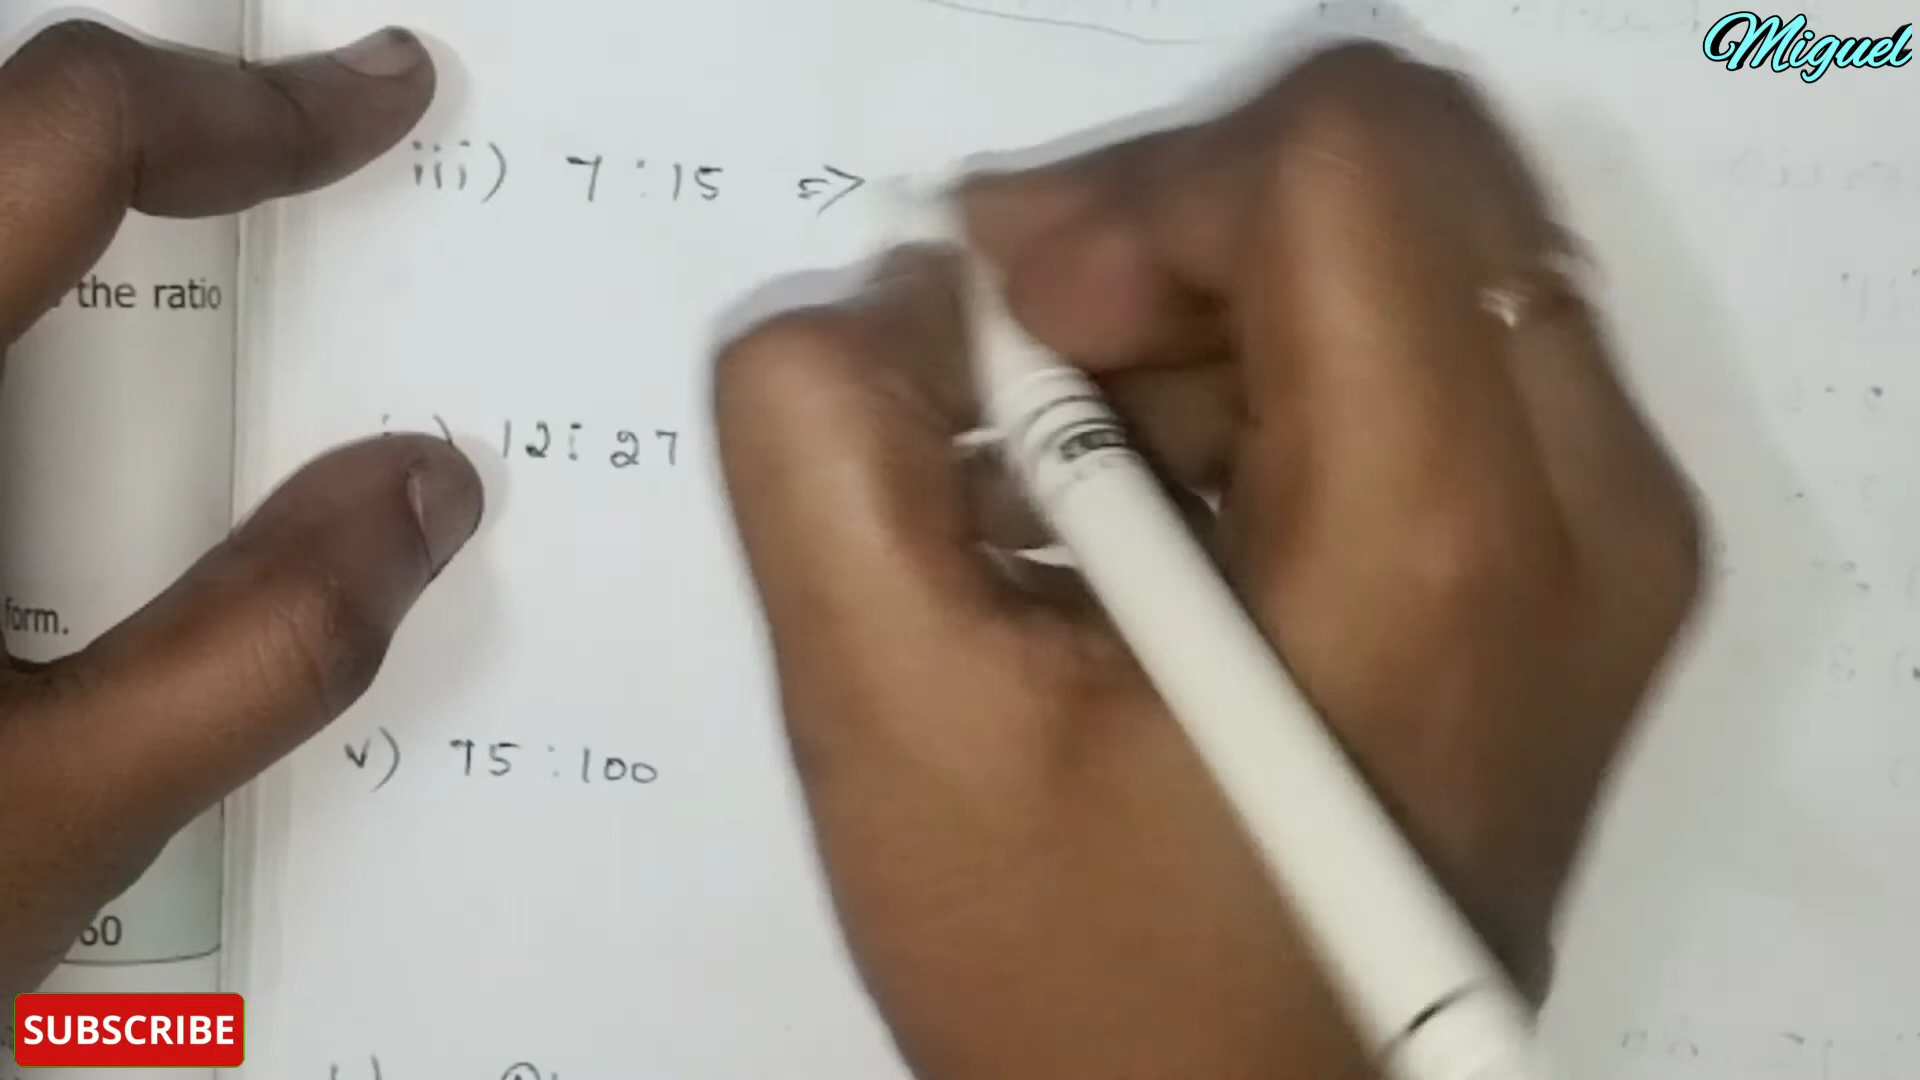 Miguel
iii) 7 : 15 =>
the ratio
) 12 : 27
form.
v) 75 : 100
60
SUBSCRIBE